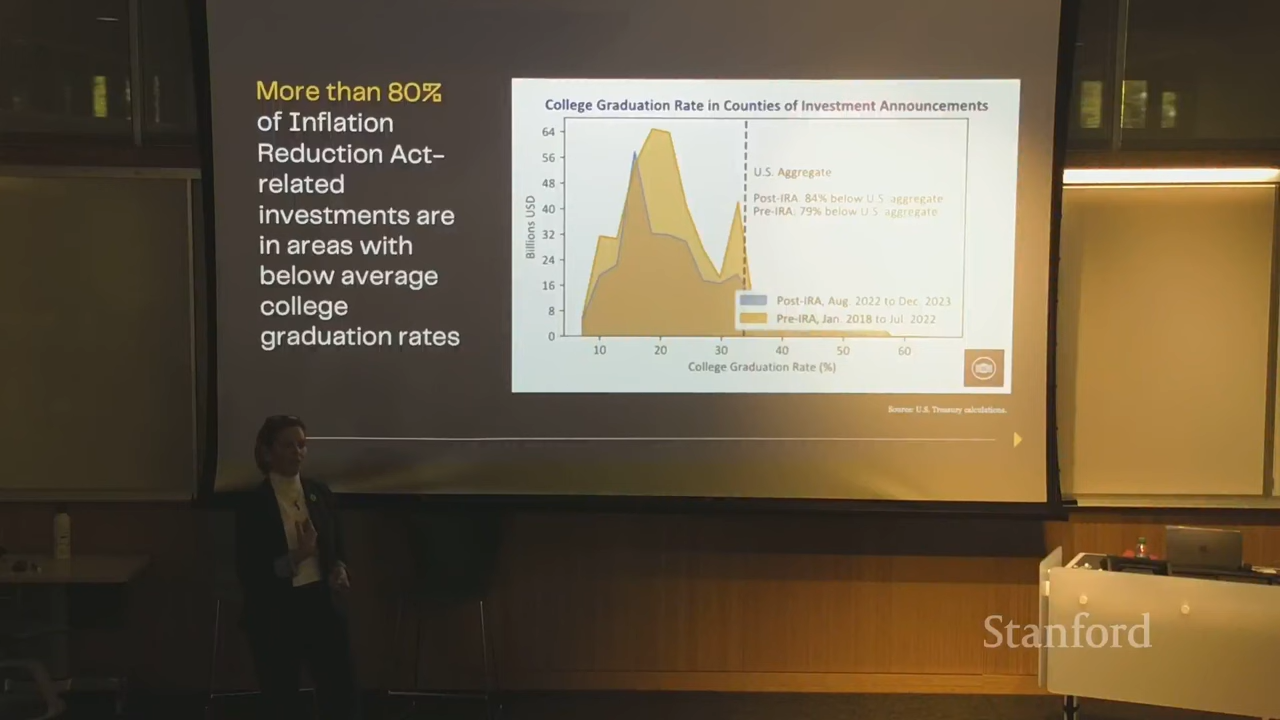 More than 80%
of Inflation
Reduction Act-
related
investments are
in areas with
below average
college
graduation rates
College Graduation Rate in Counties of Investment Announcements
Billions USD
64
56
48
40
32
24
16
8
0
U.S. Aggregate
Post-IRA: 84% below U.S. aggregate
Pre-IRA: 79% below U.S. aggregate
Post-IRA, Aug. 2022 to Dec. 2023
Pre-IRA, Jan. 2018 to Jul. 2022
10 20 30 40 50 60
College Graduation Rate (%)
Source: U.S. Treasury calculations.
Stanford